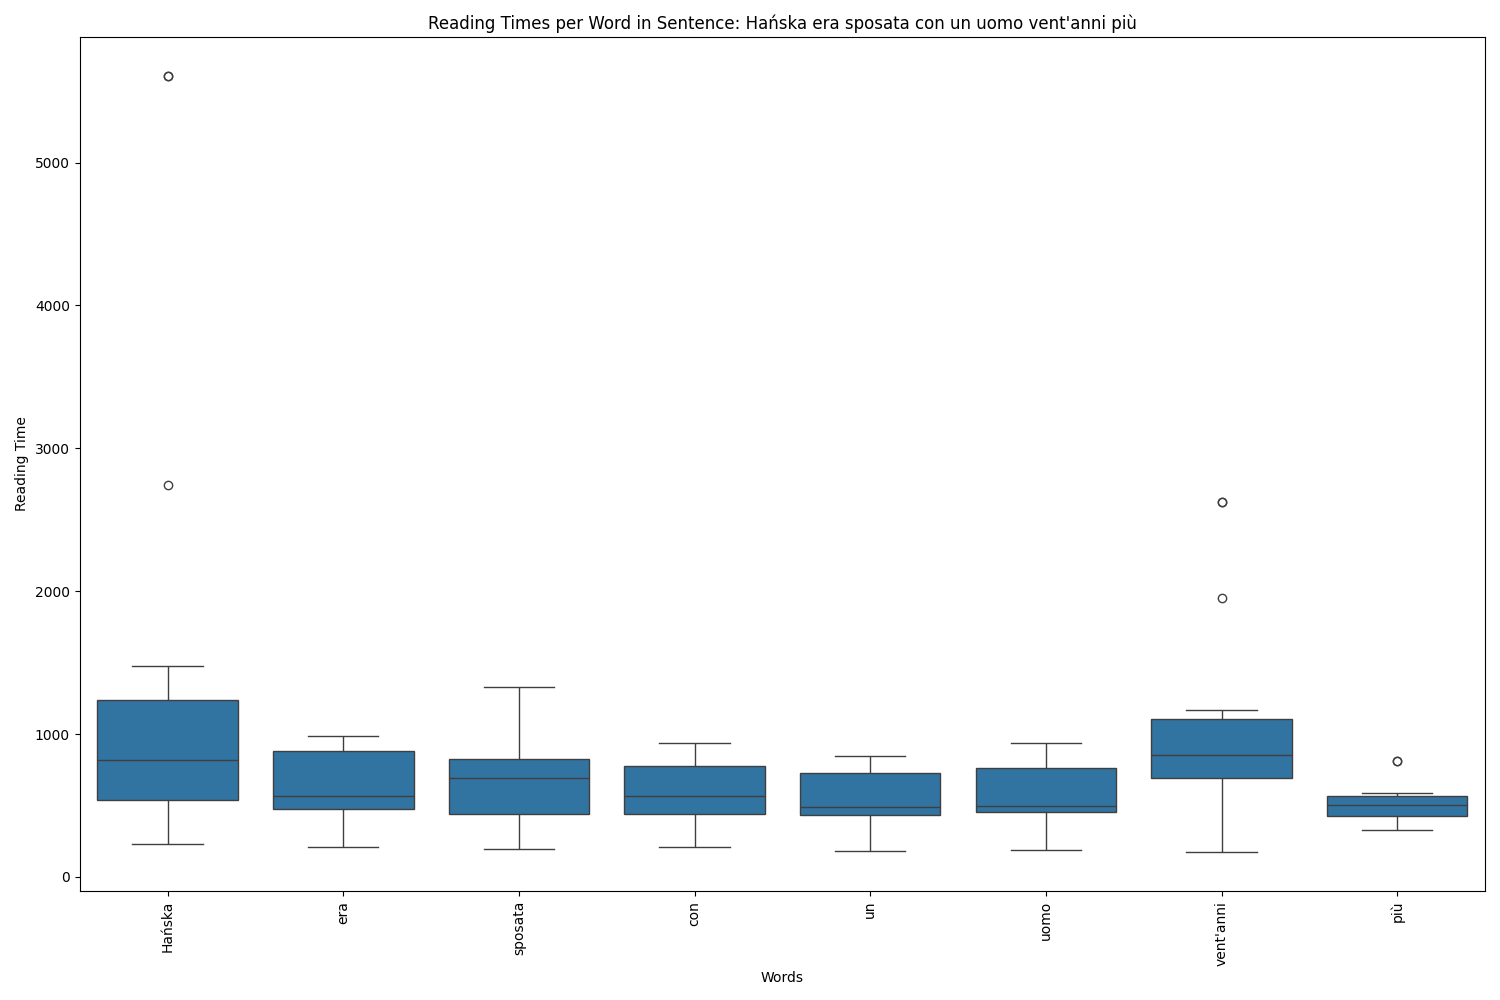 Reading Times per Word in Sentence: Hańska era sposata con un uomo vent'anni più
Reading Time
5000
4000
3000
2000
1000
0
Hańska
era
sposata
con
un
uomo
vent'anni
più
Words